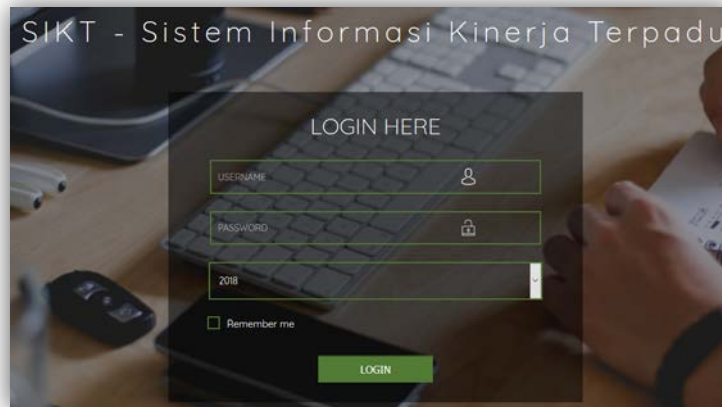 SIKT - Sistem Informasi Kinerja Terpadu
LOGIN HERE
USERNAME
PASSWORD
2018
Remember me
LOGIN